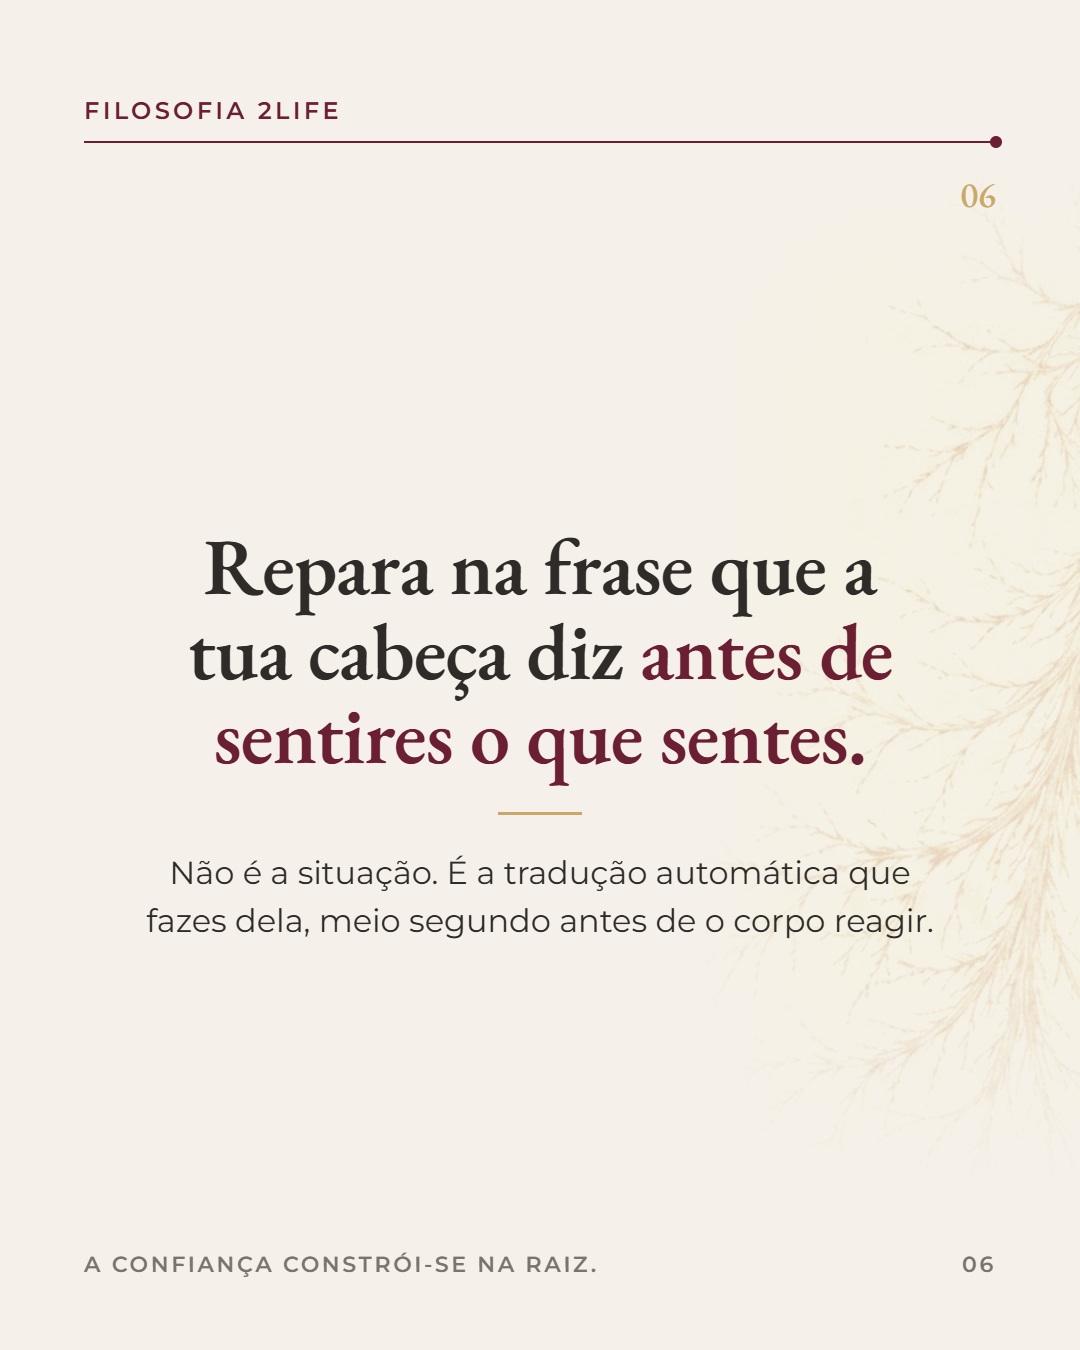 FILOSOFIA 2LIFE
06
Repara na frase que a
tua cabeça diz antes de
sentires o que sentes.
Não é a situação. É a tradução automática que
fazes dela, meio segundo antes de o corpo reagir.
A CONFIANÇA CONSTRÓI-SE NA RAIZ.
06